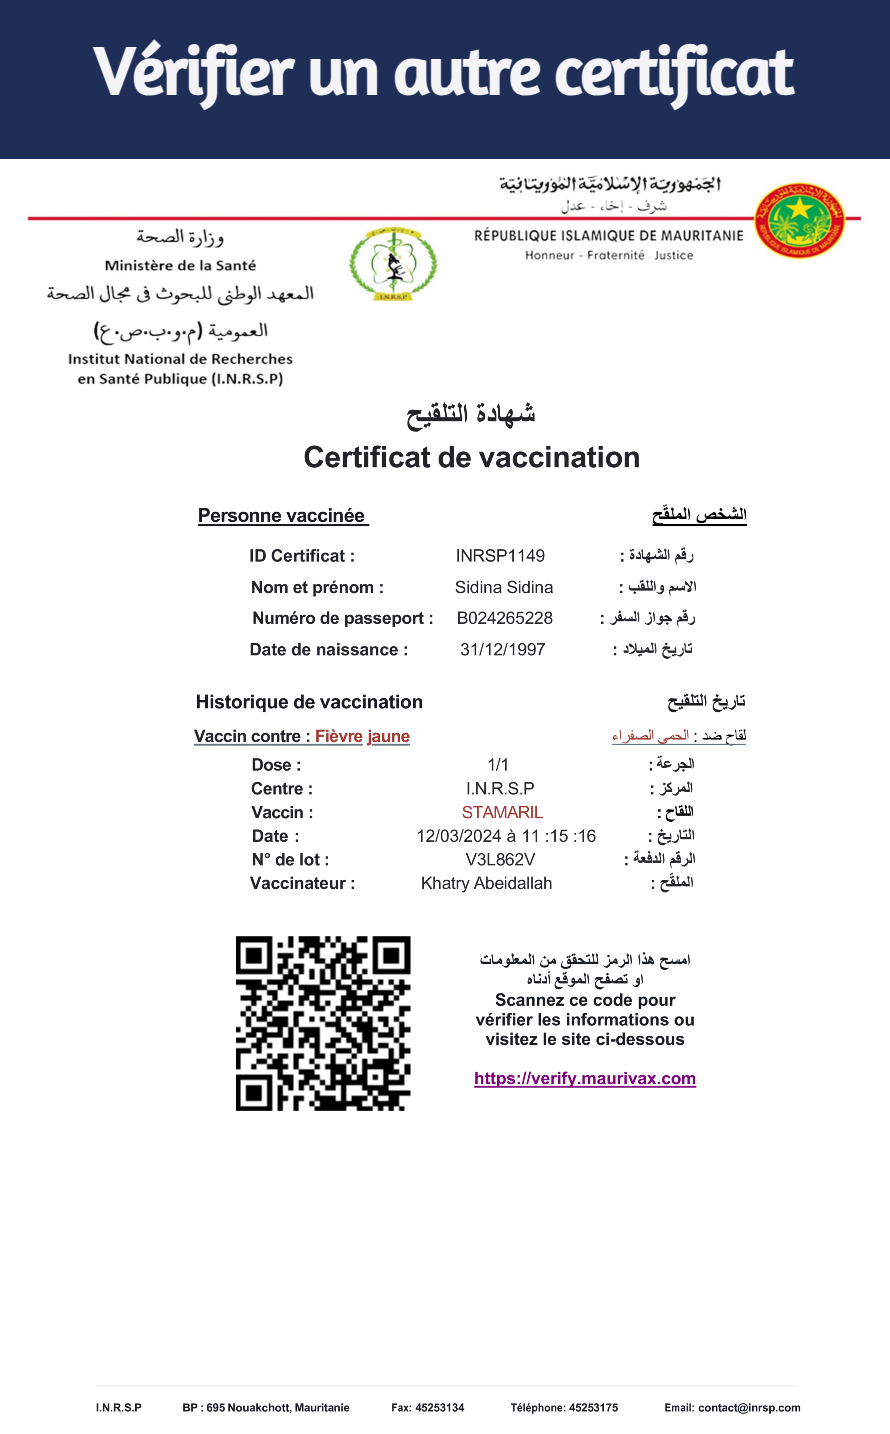 Vérifier un autre certificat
الجمهورية الإسلامية الموريتانية
شرف - إخاء - عدل
RÉPUBLIQUE ISLAMIQUE DE MAURITANIE
Honneur - Fraternité - Justice
وزارة الصحة
Ministère de la Santé
المعهد الوطني للبحوث في مجال الصحة
العمومية (م.و.ب.ص.ع)
Institut National de Recherches
en Santé Publique (I.N.R.S.P)
I.N.R.S.P
شهادة التلقيح
Certificat de vaccination
Personne vaccinée الشخص الملقّح
ID Certificat : INRSP1149 رقم الشهادة :
Nom et prénom : Sidina Sidina الاسم واللقب :
Numéro de passeport : B024265228 رقم جواز السفر :
Date de naissance : 31/12/1997 تاريخ الميلاد :
Historique de vaccination تاريخ التلقيح
Vaccin contre : Fièvre jaune لقاح ضد : الحمى الصفراء
Dose : 1/1 الجرعة :
Centre : I.N.R.S.P المركز :
Vaccin : STAMARIL اللقاح :
Date : 12/03/2024 à 11 :15 :16 التاريخ :
N° de lot : V3L862V الرقم الدفعة :
Vaccinateur : Khatry Abeidallah الملقّح :
امسح هذا الرمز للتحقق من المعلومات
او تصفح الموقع أدناه
Scannez ce code pour
vérifier les informations ou
visitez le site ci-dessous
https://verify.maurivax.com
I.N.R.S.P BP : 695 Nouakchott, Mauritanie Fax: 45253134 Téléphone: 45253175 Email: contact@inrsp.com